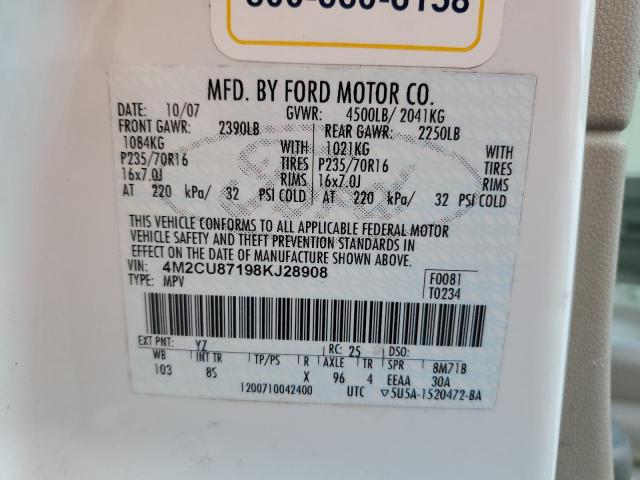 MFD. BY FORD MOTOR CO.
DATE: 10/07 GVWR: 4500LB/ 2041KG
FRONT GAWR: 2390LB REAR GAWR: 2250LB
1084KG WITH 1021KG WITH
P235/70R16 TIRES P235/70R16 TIRES
16x7.0J RIMS 16x7.0J RIMS
AT 220 kPa/ 32 PSI COLD AT 220 kPa/ 32 PSI COLD
THIS VEHICLE CONFORMS TO ALL APPLICABLE FEDERAL MOTOR
VEHICLE SAFETY AND THEFT PREVENTION STANDARDS IN
EFFECT ON THE DATE OF MANUFACTURE SHOWN ABOVE.
VIN: 4M2CU87198KJ28908 F0081
TYPE: MPV T0234
EXT PNT: YZ RC: 25 DSO:
WB INT TR TP/PS R AXLE TR SPR 8M71B
103 85 X 96 4 EEAA 30A
1200710042400 UTC ▽5U5A-1520472-BA